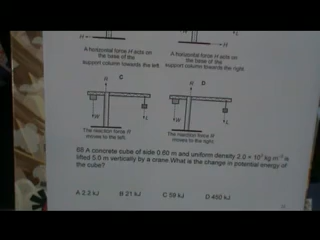 H
A horizontal force H acts on
the base of the
support column towards the left.
A horizontal force H acts on
the base of the
support column towards the right.
H
C
D
R
R
W
L
W
L
The reaction force R
moves to the left.
The reaction force R
moves to the right.
69 A concrete cube of side 0.60 m and uniform density 2.0 × 10³ kg m⁻³ is
lifted 5.0 m vertically by a crane What is the change in potential energy of
the cube?
A 2.2 kJ B 21 kJ C 59 kJ D 450 kJ